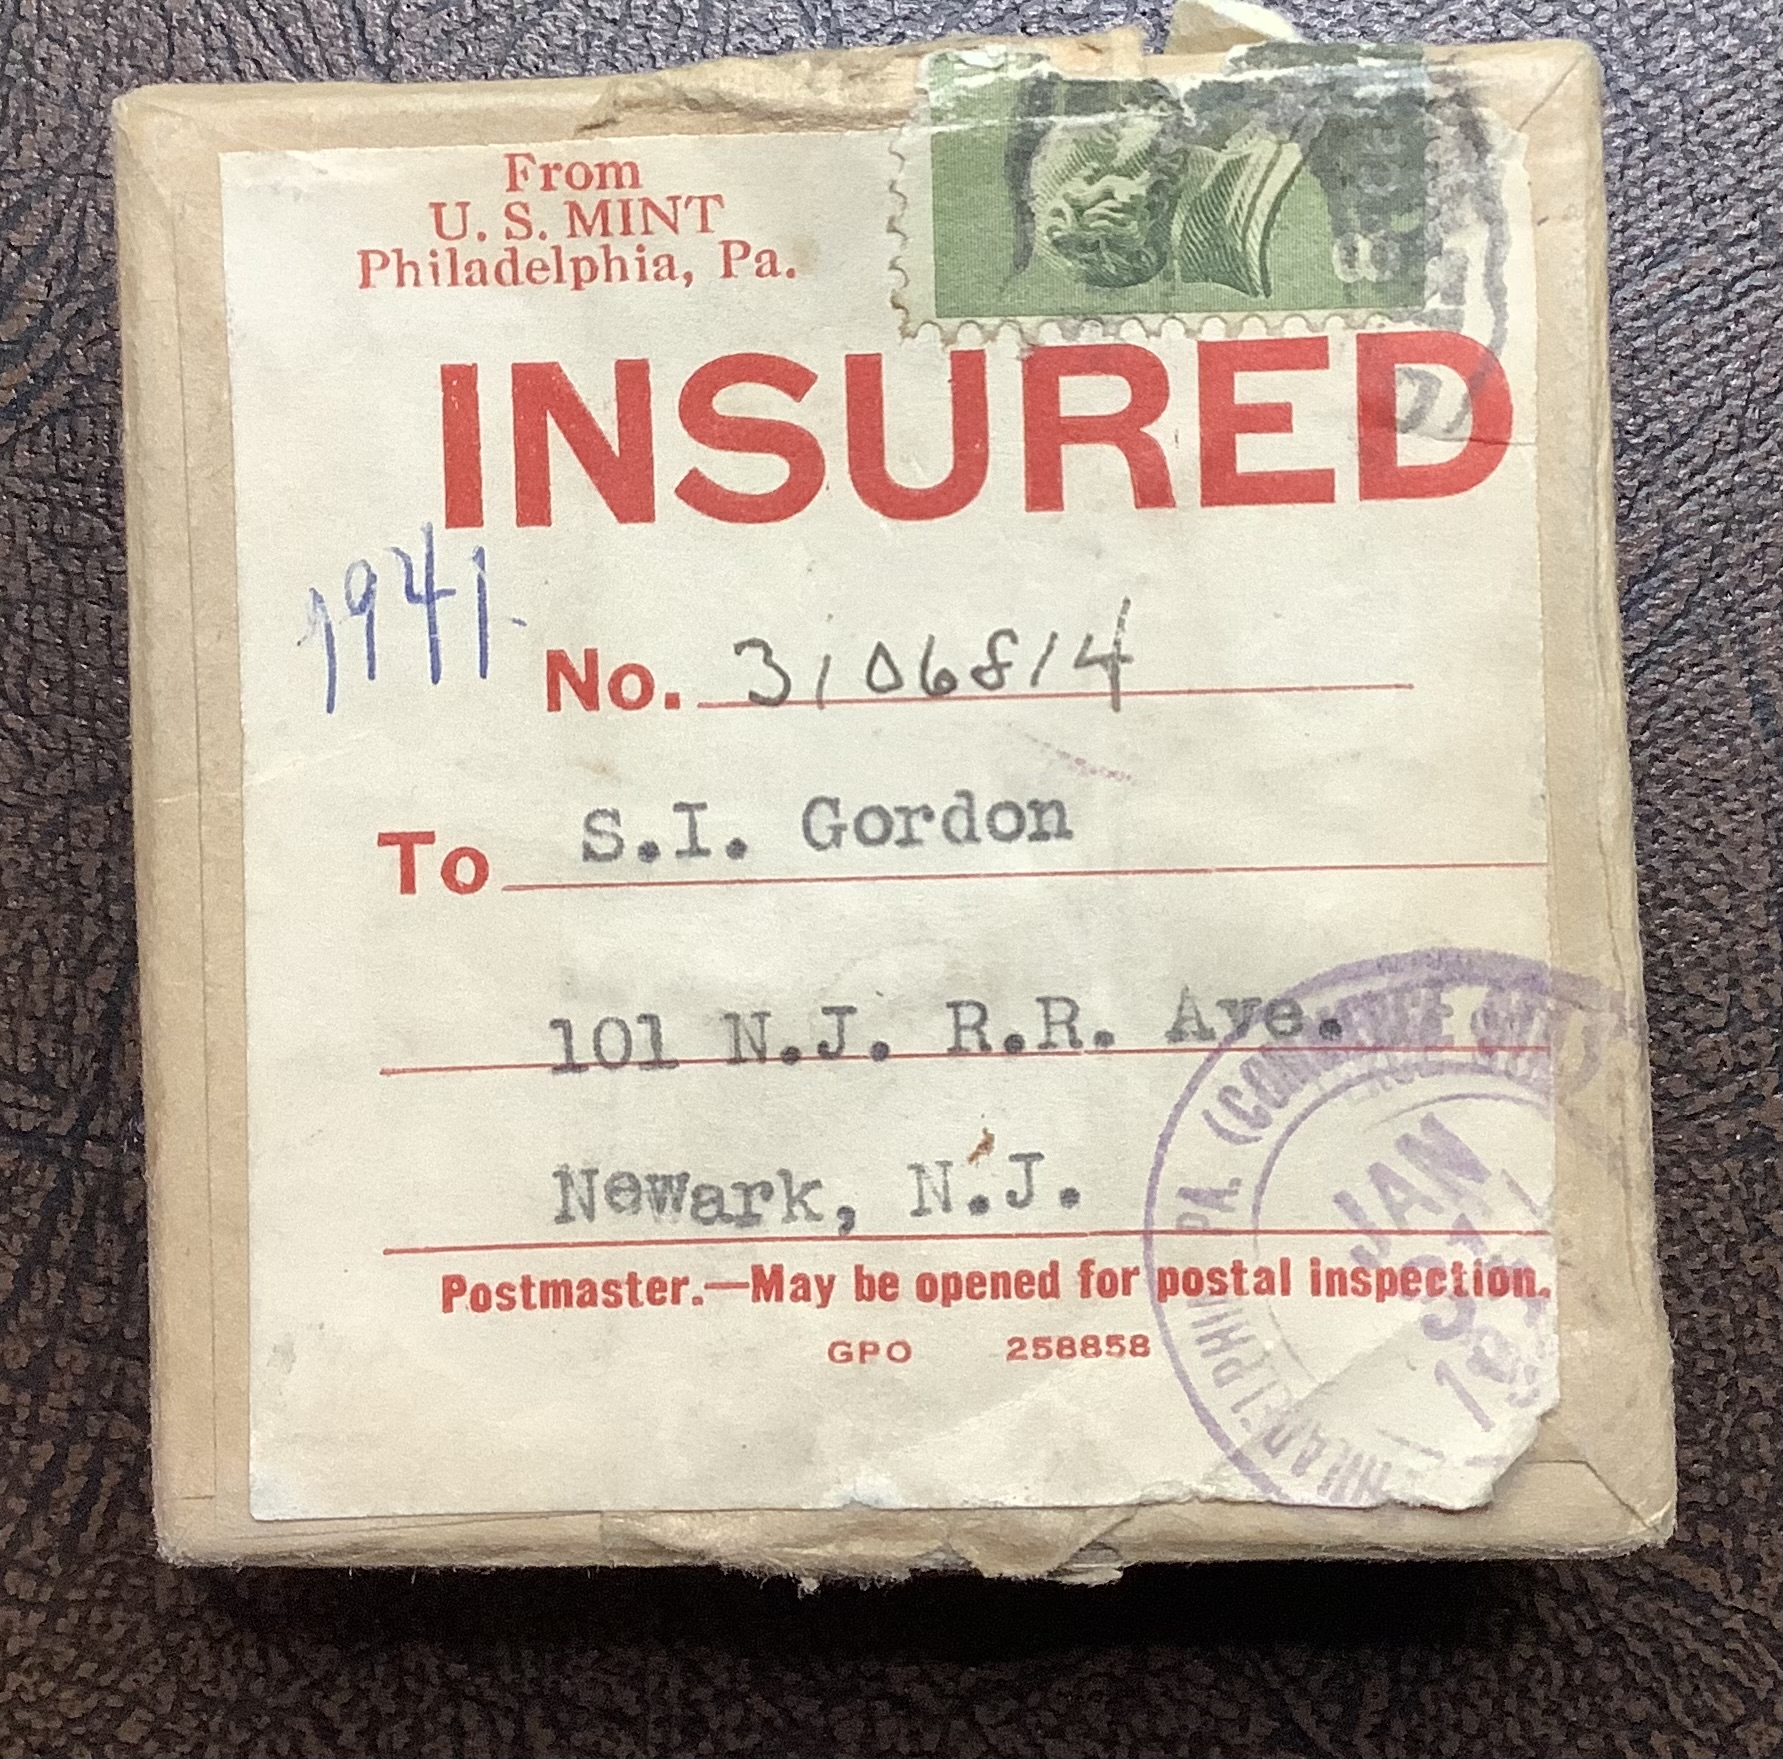 From
U. S. MINT
Philadelphia, Pa.
INSURED
1941.
No. 3106814
To S.I. Gordon
101 N.J. R.R. Ave.
Newark, N.J.
Postmaster.—May be opened for postal inspection.
GPO 258858
PA.
JAN